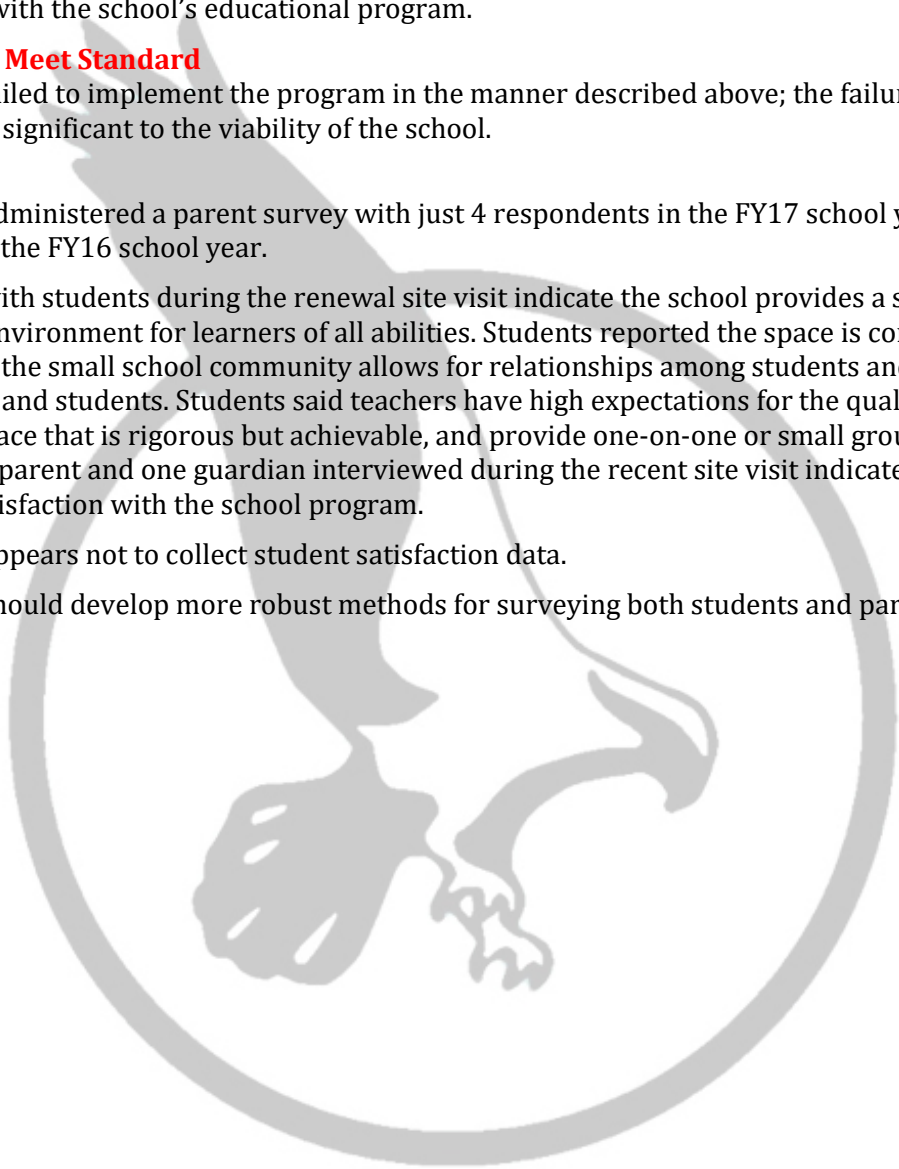 with the school's educational program.
Meet Standard
iled to implement the program in the manner described above; the failur
significant to the viability of the school.
dministered a parent survey with just 4 respondents in the FY17 school y
the FY16 school year.
ith students during the renewal site visit indicate the school provides a s
nvironment for learners of all abilities. Students reported the space is co
the small school community allows for relationships among students an
and students. Students said teachers have high expectations for the qual
ace that is rigorous but achievable, and provide one-on-one or small grou
parent and one guardian interviewed during the recent site visit indicate
isfaction with the school program.
ppears not to collect student satisfaction data.
hould develop more robust methods for surveying both students and par